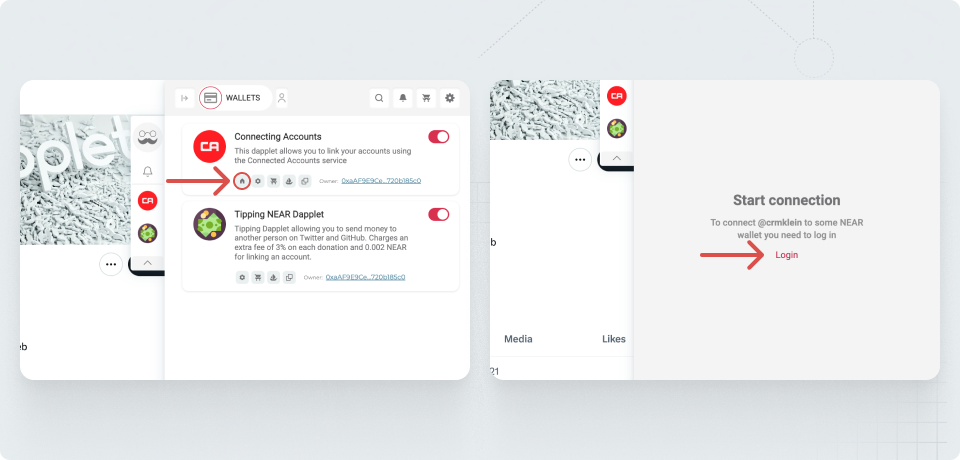 pplet
WALLETS
CA
Connecting Accounts
This dapplet allows you to link your accounts using
the Connected Accounts service
Owner: 0xaAF9E9Ce...720b185c0
CA
Tipping NEAR Dapplet
Tipping Dapplet allowing you to send money to
another person on Twitter and GitHub. Charges an
extra fee of 3% on each donation and 0.002 NEAR
for linking an account.
Owner: 0xaAF9E9Ce...720b185c0
eb
CA
b
Media
Likes
21
Start connection
To connect @crmklein to some NEAR
wallet you need to log in
Login